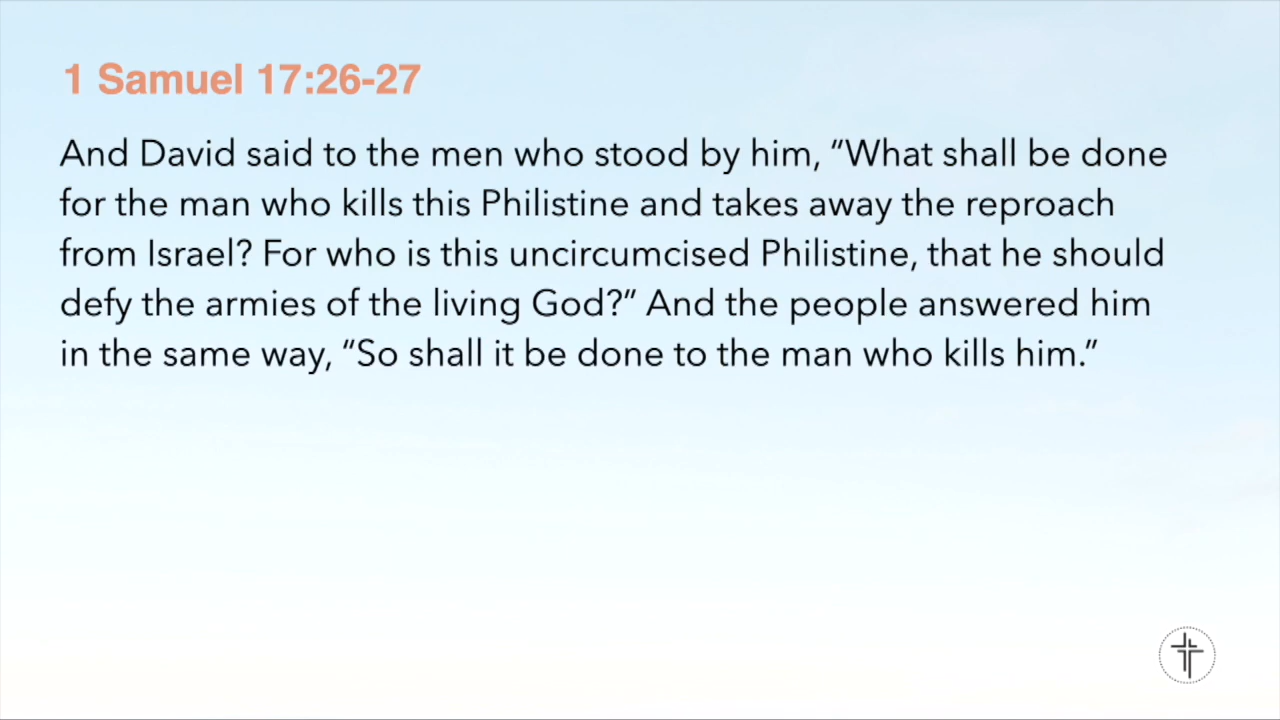 1 Samuel 17:26-27
And David said to the men who stood by him, “What shall be done
for the man who kills this Philistine and takes away the reproach
from Israel? For who is this uncircumcised Philistine, that he should
defy the armies of the living God?” And the people answered him
in the same way, “So shall it be done to the man who kills him.”